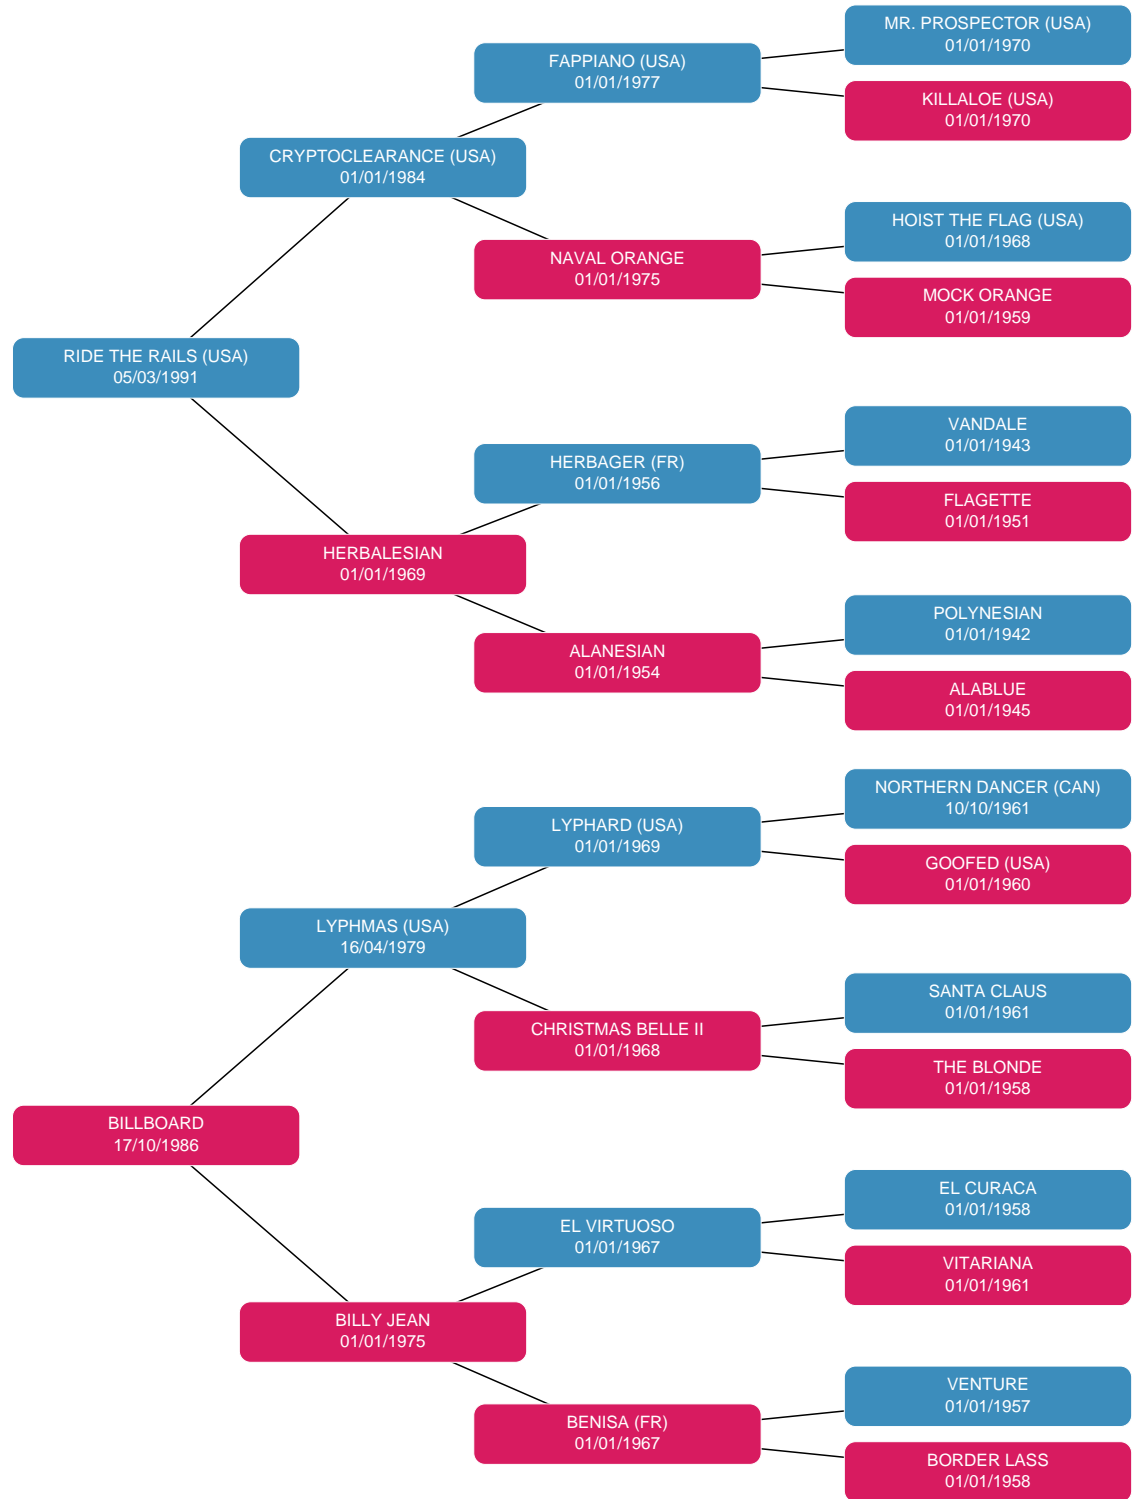 MR. PROSPECTOR (USA)
01/01/1970
FAPPIANO (USA)
01/01/1977
KILLALOE (USA)
01/01/1970
CRYPTOCLEARANCE (USA)
01/01/1984
HOIST THE FLAG (USA)
01/01/1968
NAVAL ORANGE
01/01/1975
MOCK ORANGE
01/01/1959
RIDE THE RAILS (USA)
05/03/1991
VANDALE
01/01/1943
HERBAGER (FR)
01/01/1956
FLAGETTE
01/01/1951
HERBALESIAN
01/01/1969
POLYNESIAN
01/01/1942
ALANESIAN
01/01/1954
ALABLUE
01/01/1945
NORTHERN DANCER (CAN)
10/10/1961
LYPHARD (USA)
01/01/1969
GOOFED (USA)
01/01/1960
LYPHMAS (USA)
16/04/1979
SANTA CLAUS
01/01/1961
CHRISTMAS BELLE II
01/01/1968
THE BLONDE
01/01/1958
BILLBOARD
17/10/1986
EL CURACA
01/01/1958
EL VIRTUOSO
01/01/1967
VITARIANA
01/01/1961
BILLY JEAN
01/01/1975
VENTURE
01/01/1957
BENISA (FR)
01/01/1967
BORDER LASS
01/01/1958